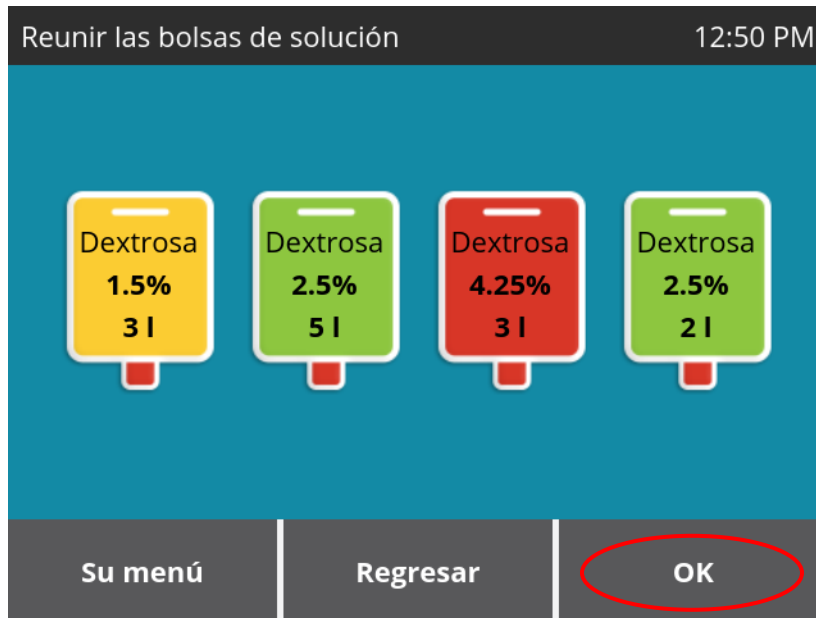 Reunir las bolsas de solución 12:50 PM
Dextrosa 1.5% 3 l
Dextrosa 2.5% 5 l
Dextrosa 4.25% 3 l
Dextrosa 2.5% 2 l
Su menú Regresar OK